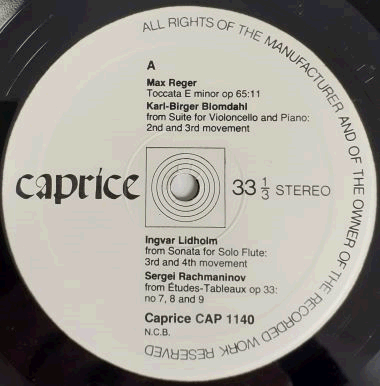 ALL RIGHTS OF THE MANUFACTURER AND OF THE OWNER OF THE RECORDED WORK RESERVED
A
Max Reger
Toccata E minor op 65:11
Karl-Birger Blomdahl
from Suite for Violoncello and Piano:
2nd and 3rd movement
caprice
33 1/3 STEREO
Ingvar Lidholm
from Sonata for Solo Flute:
3rd and 4th movement
Sergei Rachmaninov
from Études-Tableaux op 33:
no 7, 8 and 9
Caprice CAP 1140
N.C.B.